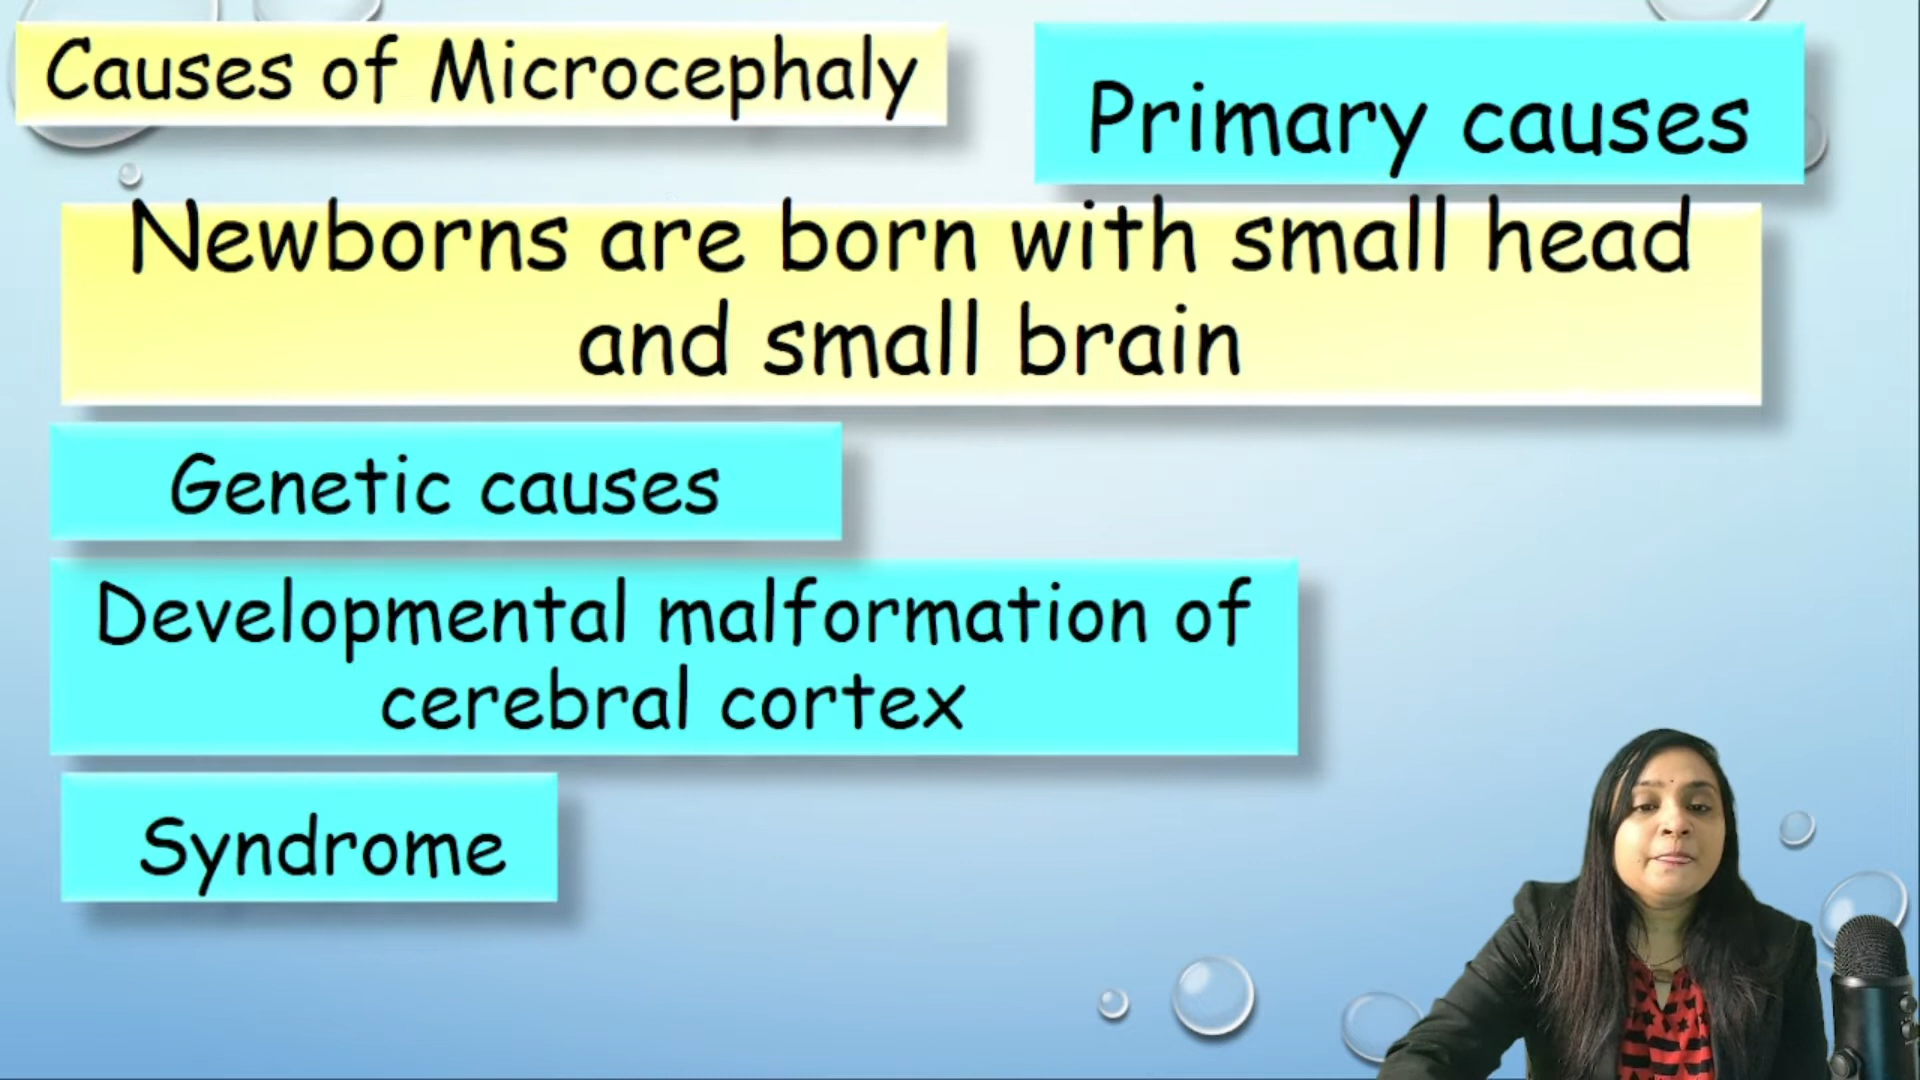 Causes of Microcephaly
Primary causes
Newborns are born with small head
and small brain
Genetic causes
Developmental malformation of
cerebral cortex
Syndrome